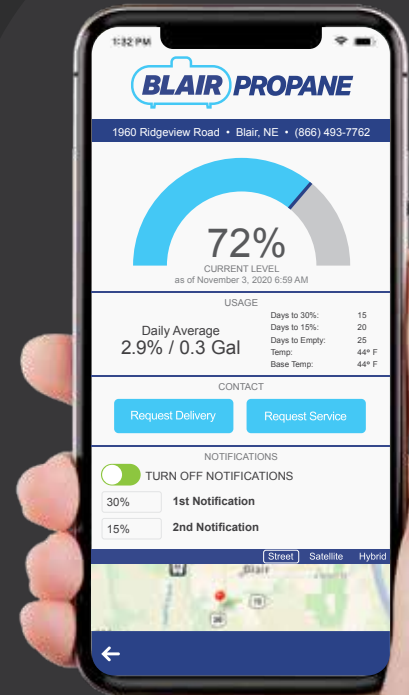 1:32 PM
BLAIR PROPANE
1960 Ridgeview Road • Blair, NE • (866) 493-7762
72%
CURRENT LEVEL
as of November 3, 2020 6:59 AM
USAGE
Daily Average
2.9% / 0.3 Gal
Days to 30%: 15
Days to 15%: 20
Days to Empty: 25
Temp: 44º F
Base Temp: 44º F
CONTACT
Request Delivery Request Service
NOTIFICATIONS
TURN OFF NOTIFICATIONS
30% 1st Notification
15% 2nd Notification
Street Satellite Hybrid
Blair